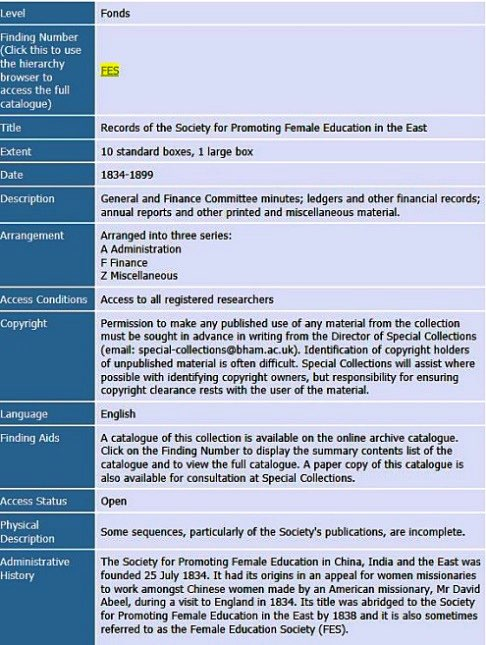 Level Fonds
Finding Number
(Click this to use
the hierarchy
browser to
access the full
catalogue)
FES
Title Records of the Society for Promoting Female Education in the East
Extent 10 standard boxes, 1 large box
Date 1834-1899
Description General and Finance Committee minutes; ledgers and other financial records;
annual reports and other printed and miscellaneous material.
Arrangement Arranged into three series:
A Administration
F Finance
Z Miscellaneous
Access Conditions Access to all registered researchers
Copyright Permission to make any published use of any material from the collection
must be sought in advance in writing from the Director of Special Collections
(email: special-collections@bham.ac.uk). Identification of copyright holders
of unpublished material is often difficult. Special Collections will assist where
possible with identifying copyright owners, but responsibility for ensuring
copyright clearance rests with the user of the material.
Language English
Finding Aids A catalogue of this collection is available on the online archive catalogue.
Click on the Finding Number to display the summary contents list of the
catalogue and to view the full catalogue. A paper copy of this catalogue is
also available for consultation at Special Collections.
Access Status Open
Physical
Description
Some sequences, particularly of the Society's publications, are incomplete.
Administrative
History
The Society for Promoting Female Education in China, India and the East was
founded 25 July 1834. It had its origins in an appeal for women missionaries
to work amongst Chinese women made by an American missionary, Mr David
Abeel, during a visit to England in 1834. Its title was abridged to the Society
for Promoting Female Education in the East by 1838 and it is also sometimes
referred to as the Female Education Society (FES).